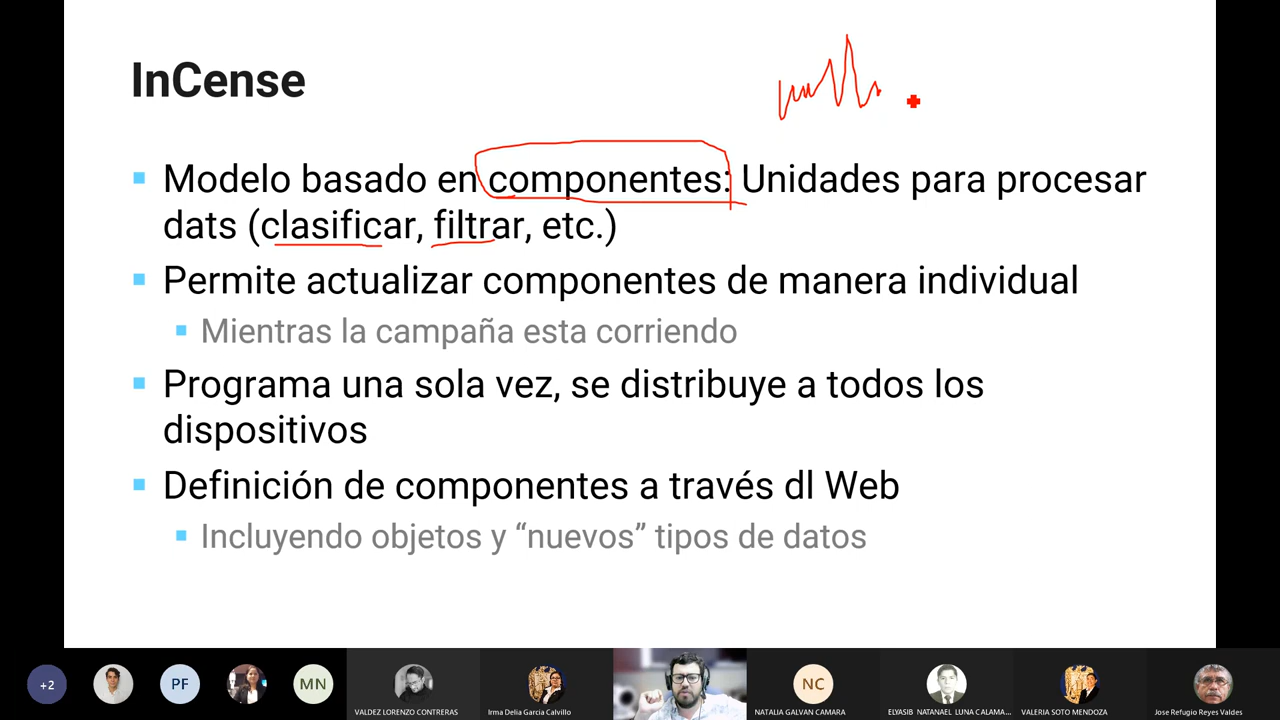 InCense
Modelo basado en componentes: Unidades para procesar
dats (clasificar, filtrar, etc.)
Permite actualizar componentes de manera individual
Mientras la campaña esta corriendo
Programa una sola vez, se distribuye a todos los
dispositivos
Definición de componentes a través dl Web
Incluyendo objetos y “nuevos” tipos de datos
+2
PF
MN
VALDEZ LORENZO CONTRERAS
Irma Delia Garcia Calvillo
NC
NATALIA GALVAN CAMARA
ELYASIB NATANAEL LUNA CALAMA...
VALERIA SOTO MENDOZA
Jose Refugio Reyes Valdes